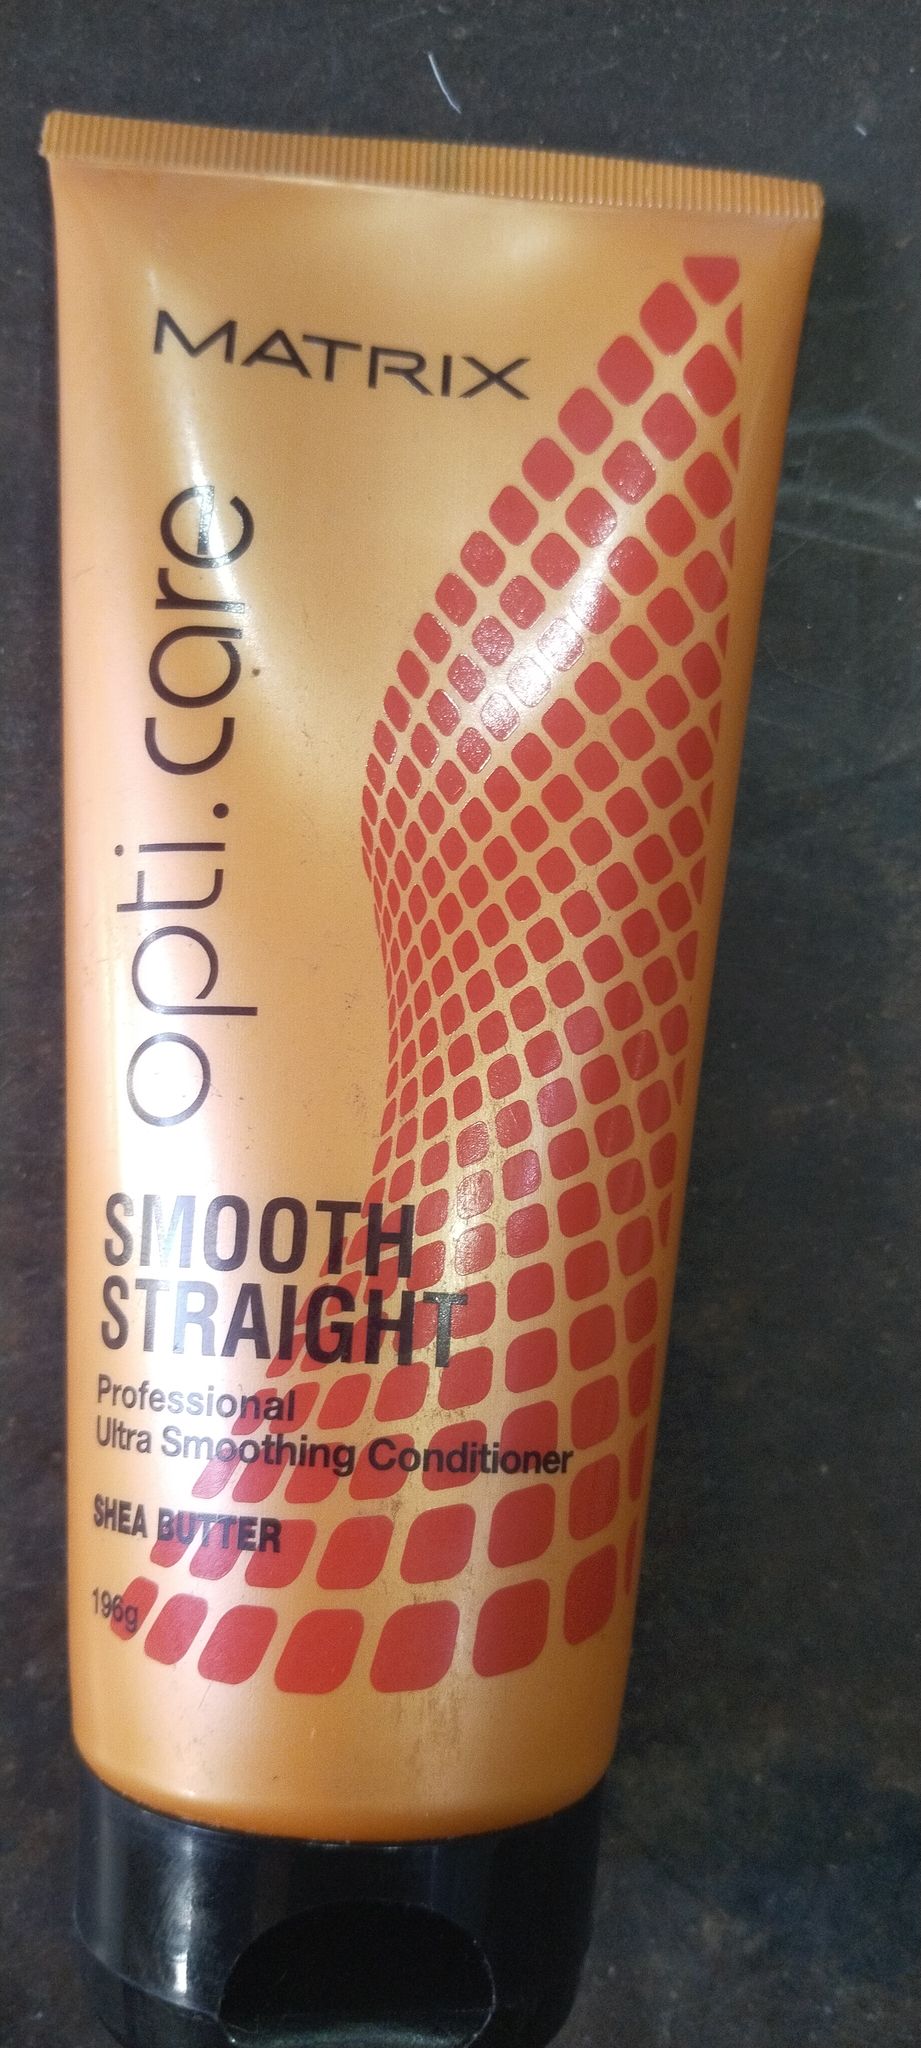 MATRIX
opti.care
SMOOTH
STRAIGHT
Professional
Ultra Smoothing Conditioner
SHEA BUTTER
196g